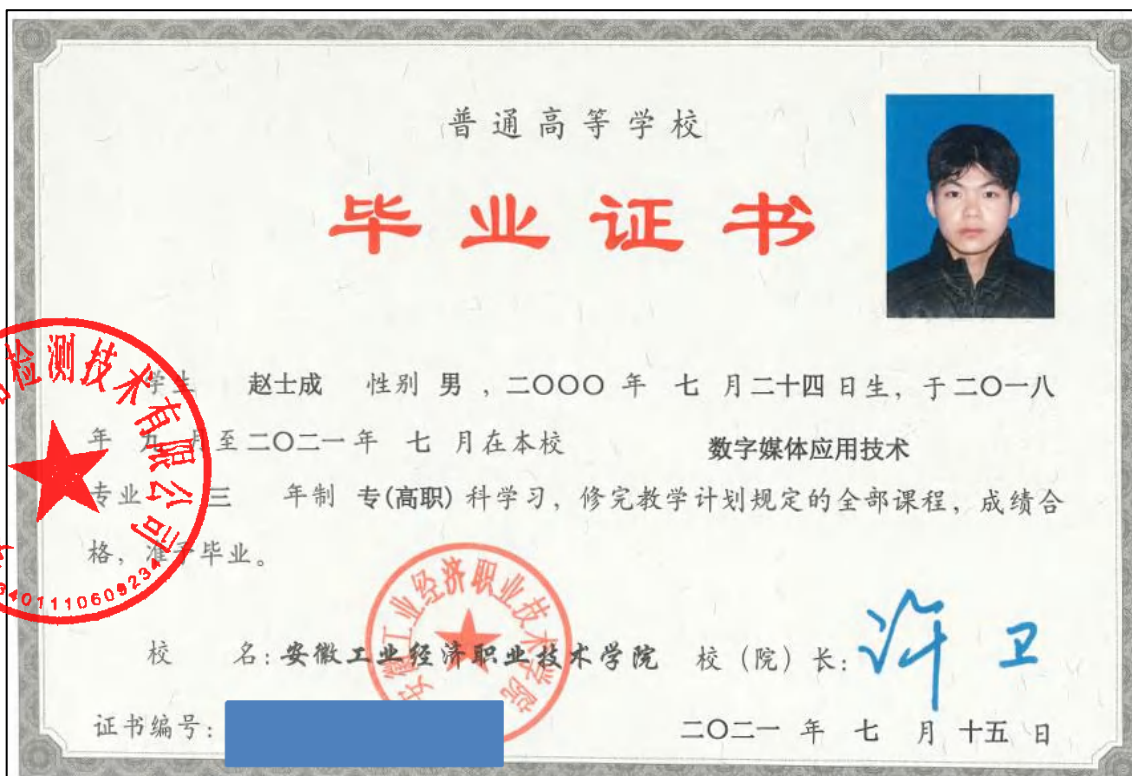 普通高等学校
毕业证书
学生 赵士成 性别 男，二〇〇〇 年 七 月二十四日生，于二〇一八
年 九 月至二〇二一年 七 月在本校 数字媒体应用技术
专业 三 年制 专(高职) 科学习，修完教学计划规定的全部课程，成绩合
格，准予毕业。
校 名：安徽工业经济职业技术学院 校（院）长：许卫
证书编号：
二〇二一 年 七 月 十五 日
检测技术有限公司
安徽工业经济职业技术学院